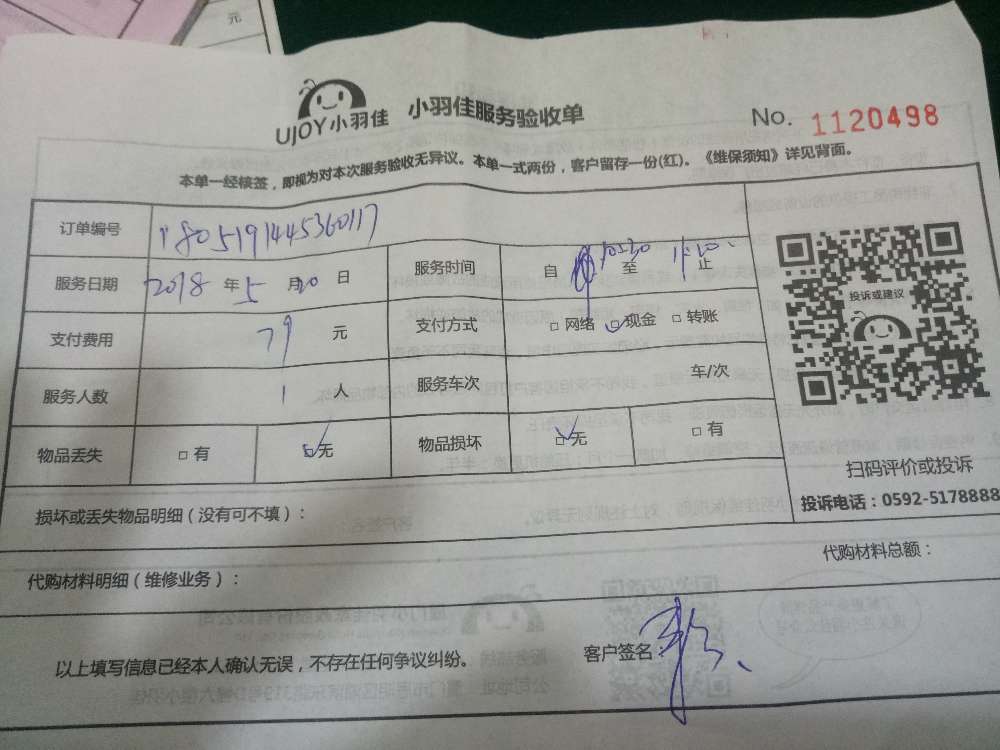 元
UJOY小羽佳 小羽佳服务验收单 No. 1120498
本单一经核签，即视为对本次服务验收无异议。本单一式两份，客户留存一份(红)。《维保须知》详见背面。
订单编号 1805191445360117
服务日期 2018年5月20日 服务时间 自 10:30 至 11:20 止
支付费用 79 元 支付方式 □网络 ☑现金 □转账
服务人数 1 人 服务车次 车/次
物品丢失 □有 ☑无 物品损坏 ☑无 □有
投诉或建议
扫码评价或投诉
投诉电话：0592-5178888
损坏或丢失物品明细（没有可不填）：
代购材料明细（维修业务）： 代购材料总额：
以上填写信息已经本人确认无误，不存在任何争议纠纷。 客户签名：